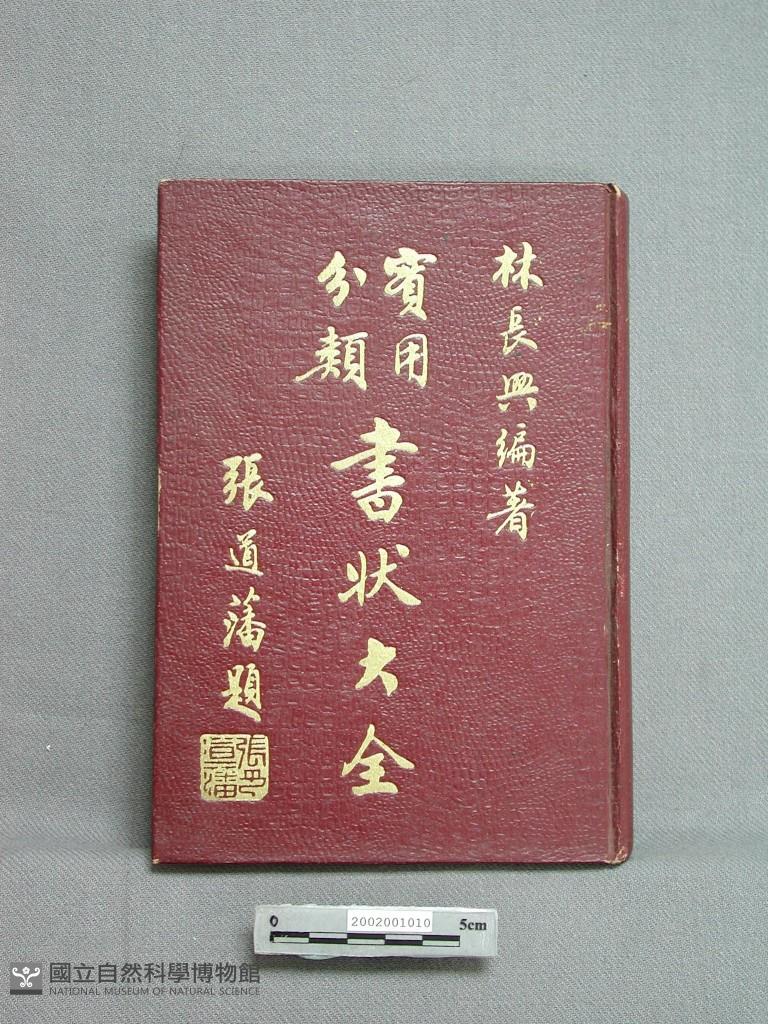 林長興編著
實用
分類
書狀大全
張道藩題
張道藩印
0
2002001010
5cm
國立自然科學博物館
NATIONAL MUSEUM OF NATURAL SCIENCE